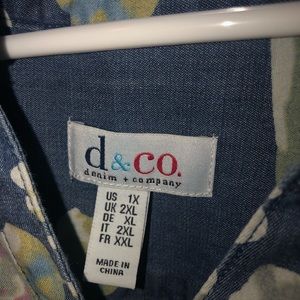 d&co.
denim + company
US 1X
UK 2XL
DE XL
IT 2XL
FR XXL
MADE IN
CHINA